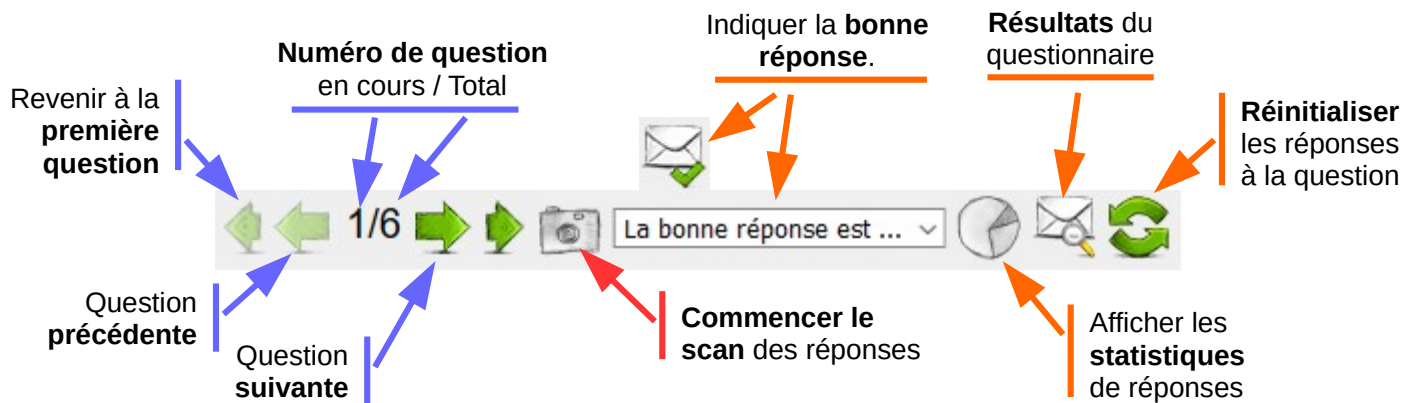 Revenir à la
première
question
Numéro de question
en cours / Total
Indiquer la bonne
réponse.
Résultats du
questionnaire
Réinitialiser
les réponses
à la question
1/6
La bonne réponse est ...
Question
précédente
Question
suivante
Commencer le
scan des réponses
Afficher les
statistiques
de réponses